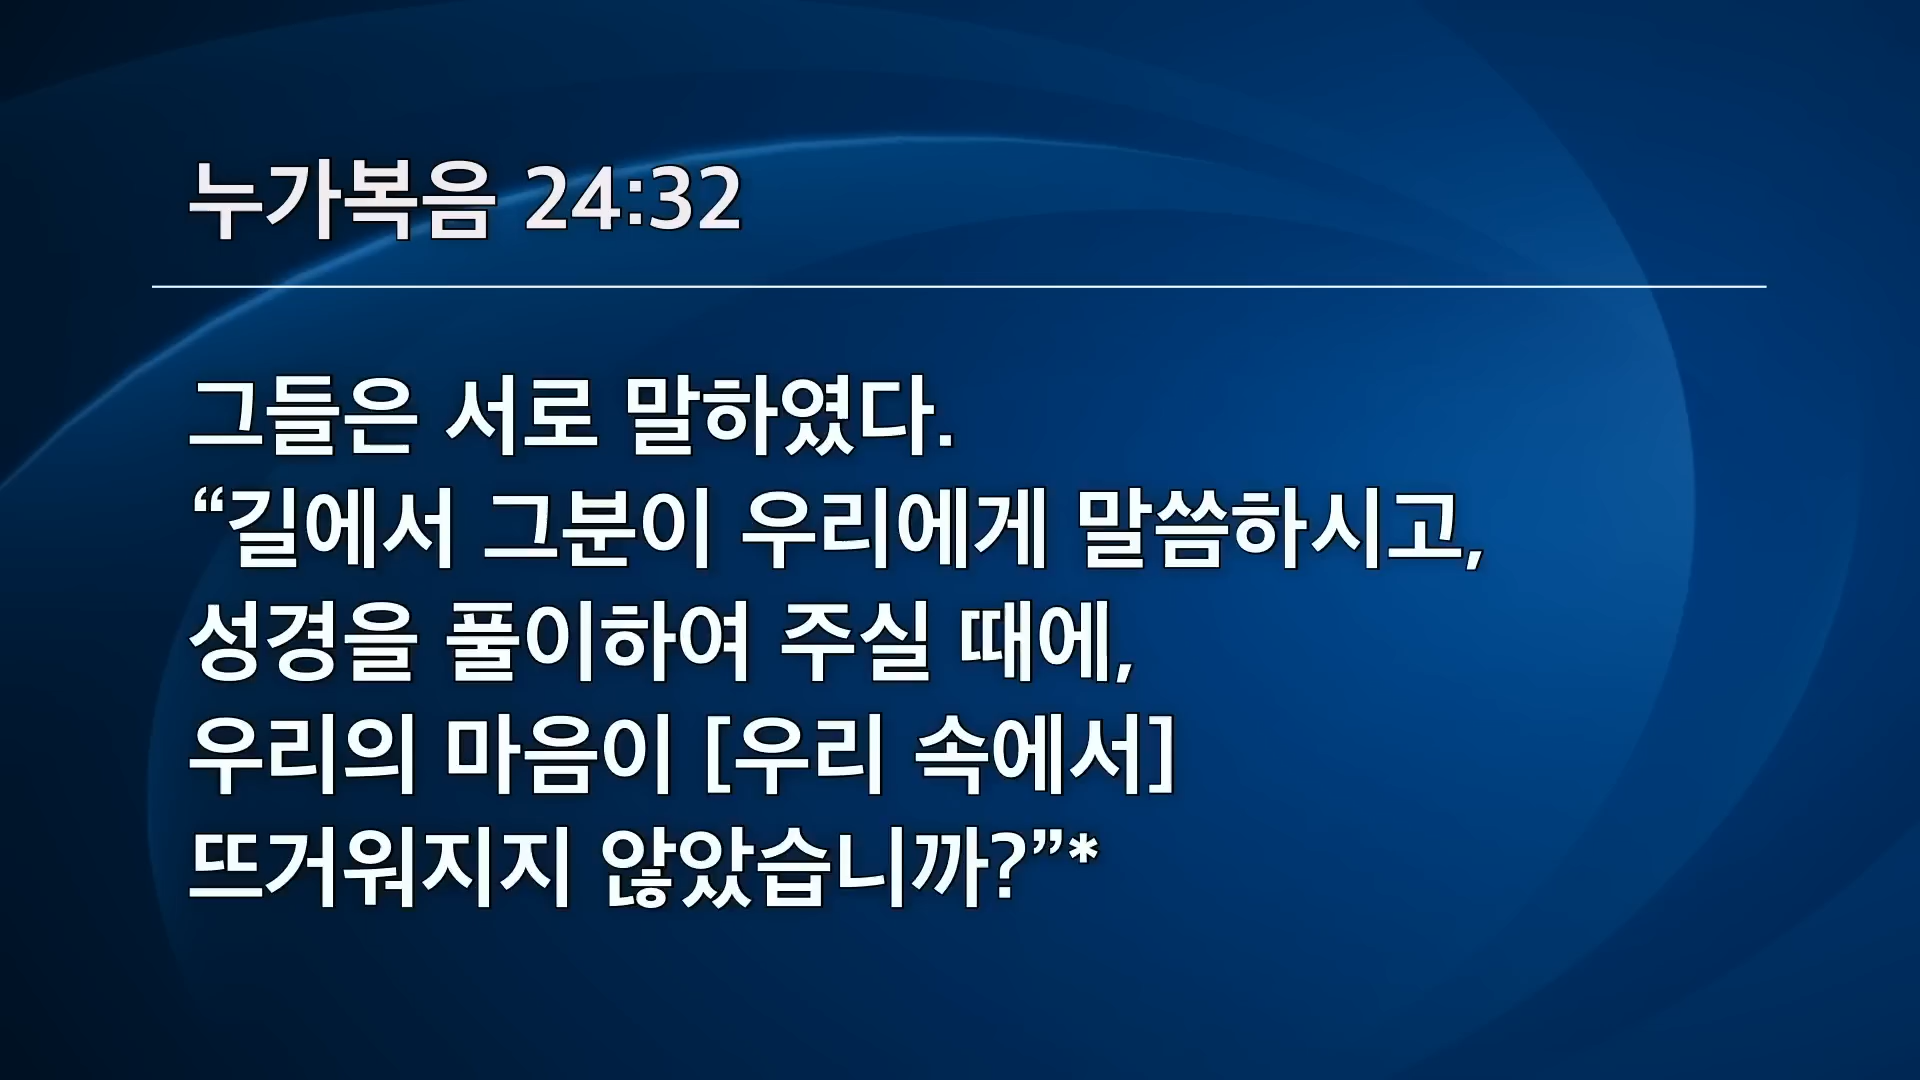 누가복음 24:32
그들은 서로 말하였다.
“길에서 그분이 우리에게 말씀하시고,
성경을 풀이하여 주실 때에,
우리의 마음이 [우리 속에서]
뜨거워지지 않았습니까?”*